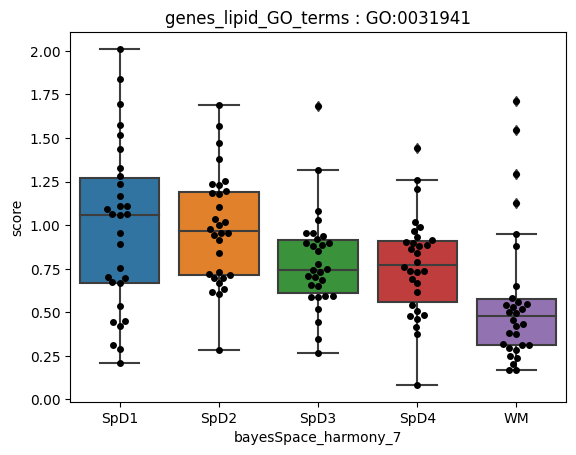 genes_lipid_GO_terms : GO:0031941
2.00
1.75
1.50
1.25
1.00
0.75
0.50
0.25
0.00
score
SpD1 SpD2 SpD3 SpD4 WM
bayesSpace_harmony_7